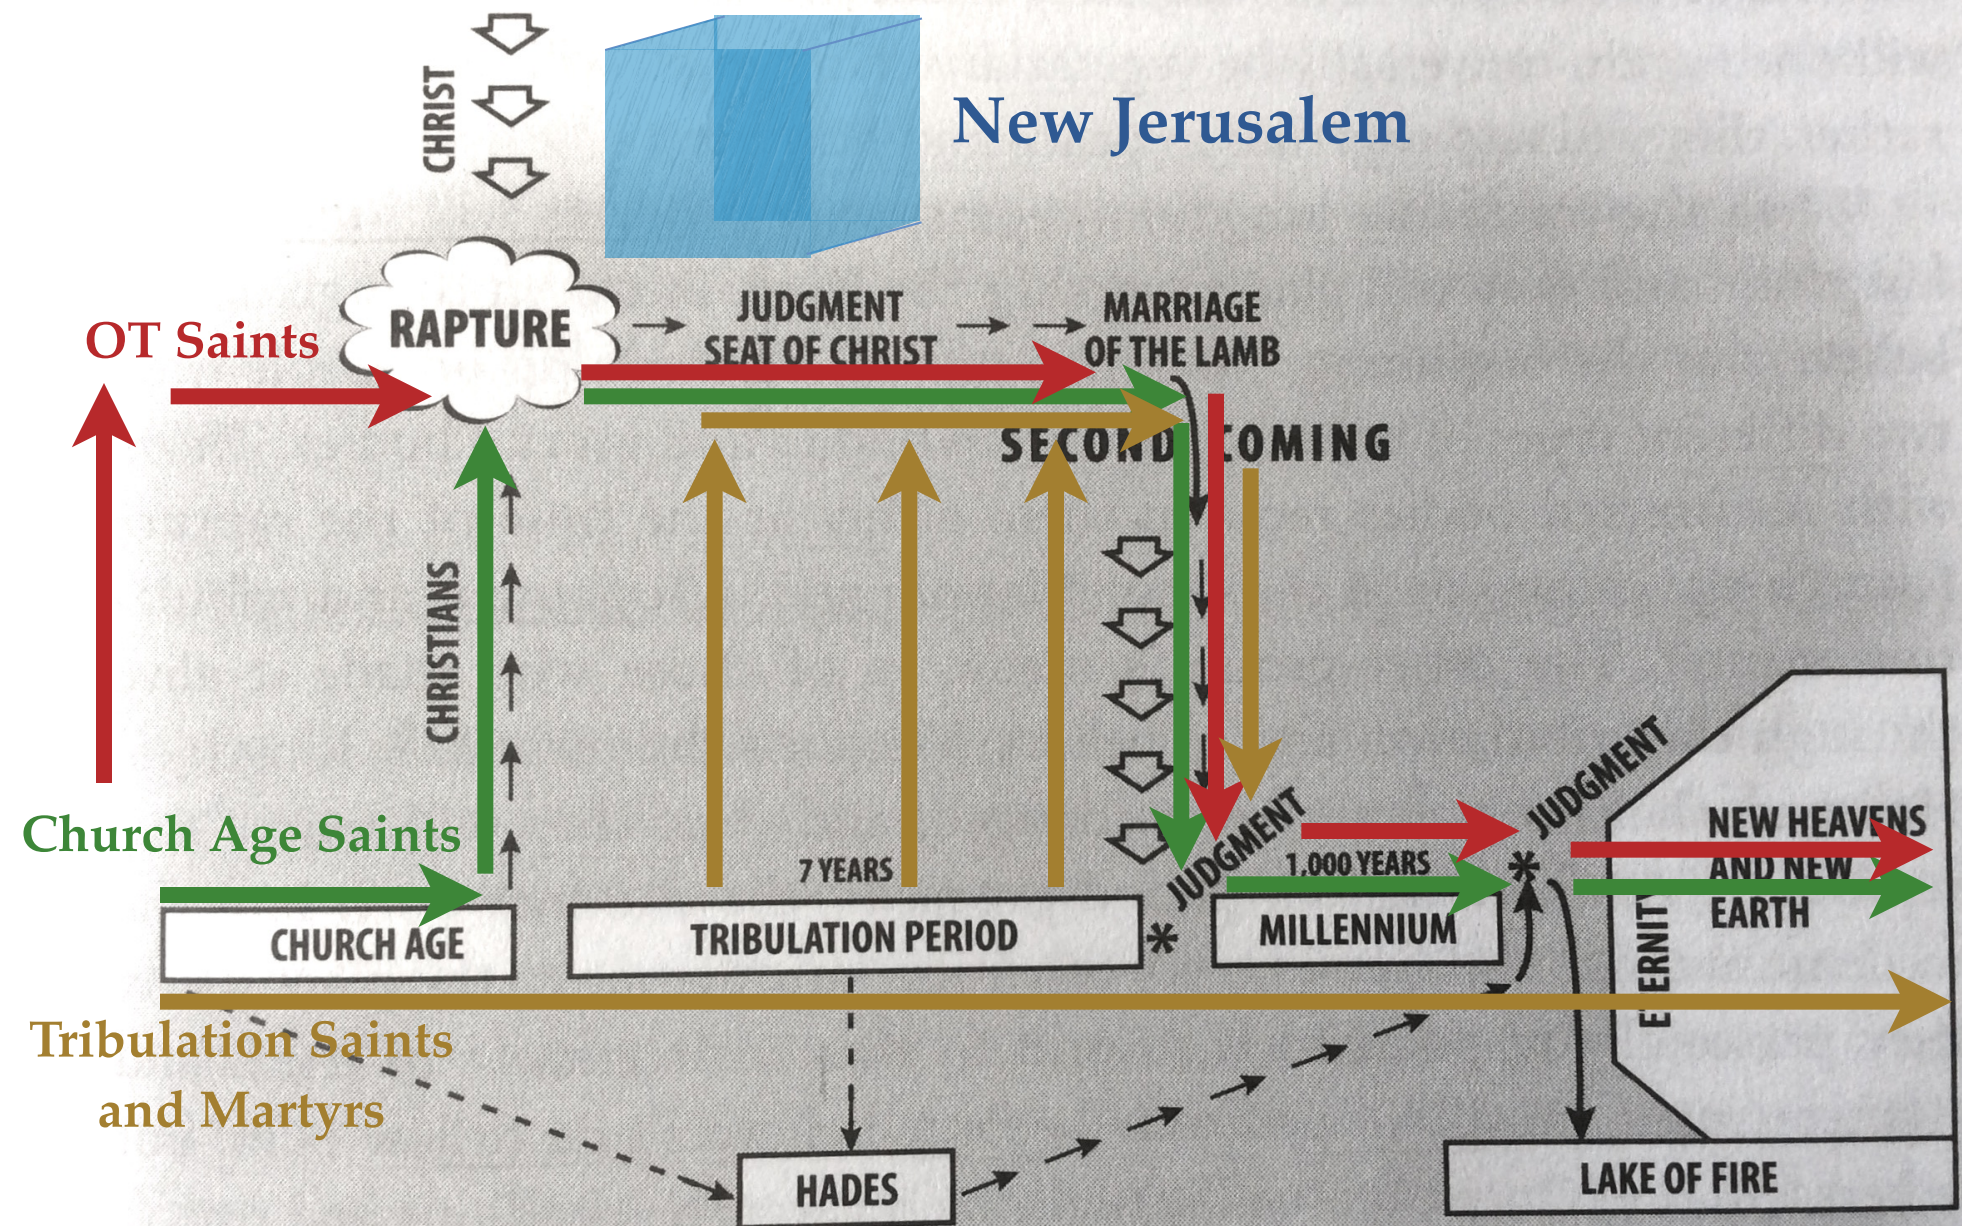 CHRIST
New Jerusalem
RAPTURE
JUDGMENT
SEAT OF CHRIST
MARRIAGE
OF THE LAMB
OT Saints
SECOND COMING
CHRISTIANS
Church Age Saints
7 YEARS
JUDGMENT
1,000 YEARS
JUDGMENT
NEW HEAVENS
AND NEW
EARTH
ETERNITY
CHURCH AGE
TRIBULATION PERIOD
*
MILLENNIUM
*
Tribulation Saints
and Martyrs
HADES
LAKE OF FIRE